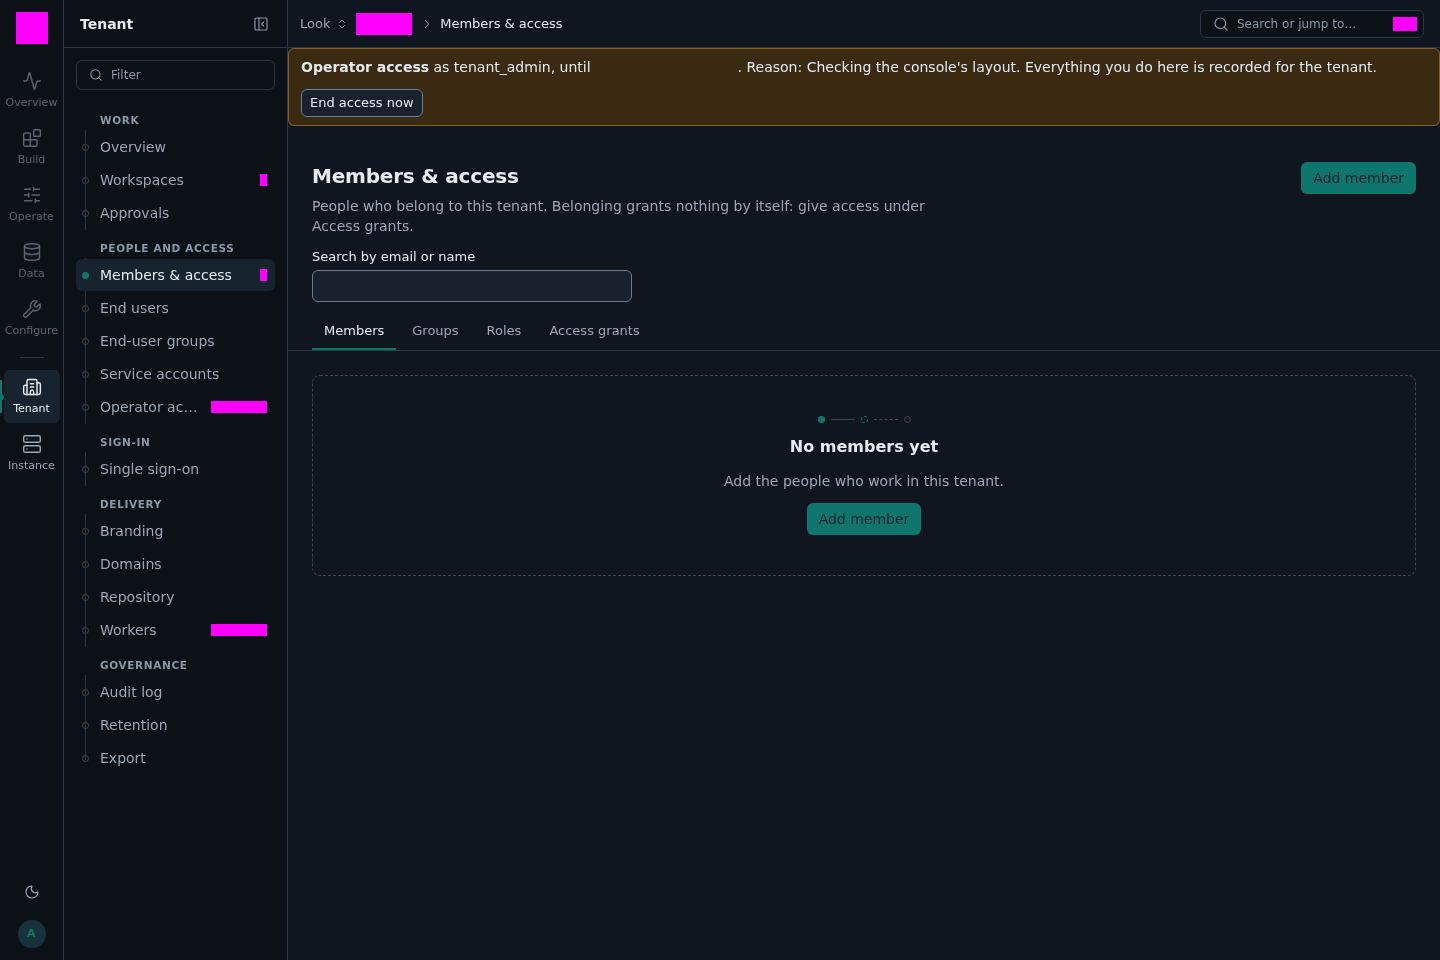 Tenant
Look
Members & access
Search or jump to...
Operator access as tenant_admin, until . Reason: Checking the console's layout. Everything you do here is recorded for the tenant.
End access now
Filter
Overview
Build
Operate
Data
Configure
Tenant
Instance
A
WORK
Overview
Workspaces
Approvals
PEOPLE AND ACCESS
Members & access
End users
End-user groups
Service accounts
Operator ac...
SIGN-IN
Single sign-on
DELIVERY
Branding
Domains
Repository
Workers
GOVERNANCE
Audit log
Retention
Export
Members & access
Add member
People who belong to this tenant. Belonging grants nothing by itself: give access under
Access grants.
Search by email or name
Members
Groups
Roles
Access grants
No members yet
Add the people who work in this tenant.
Add member